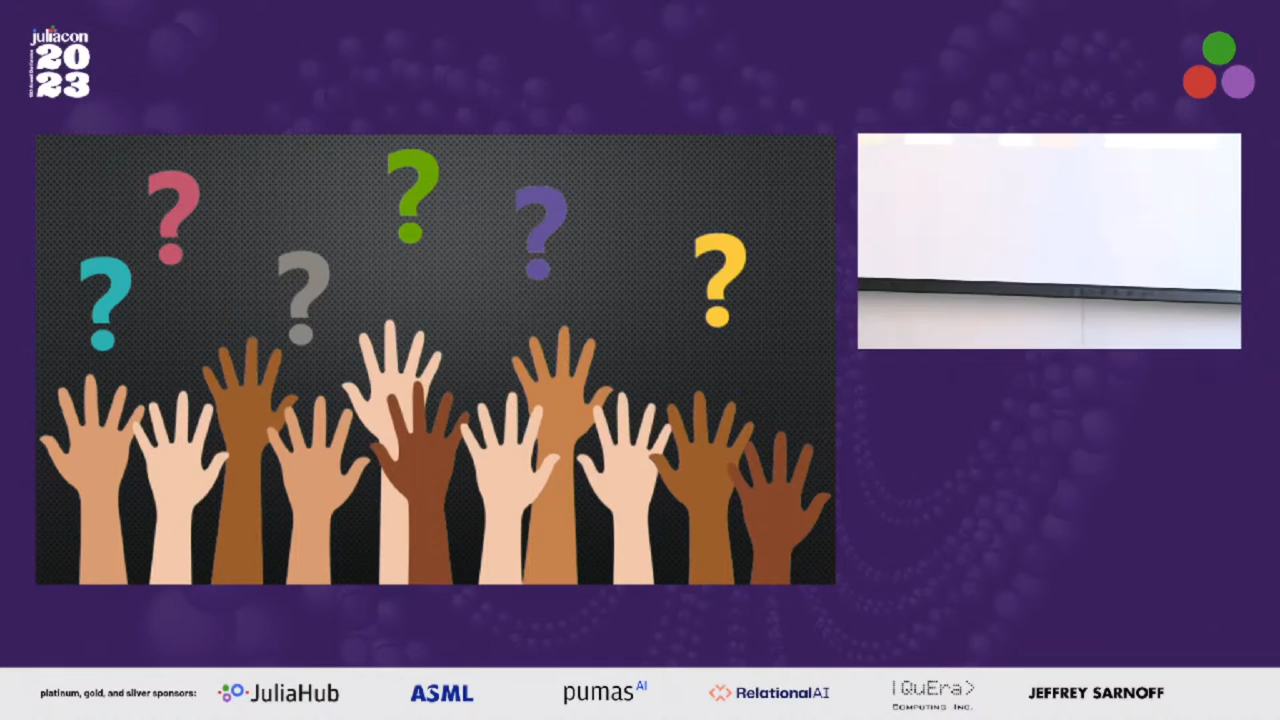 juliacon
20
23
?
?
?
?
?
?
platinum, gold, and silver sponsors:
JuliaHub
ASML
pumas AI
RelationalAI
|QuEra>
COMPUTING INC.
JEFFREY SARNOFF